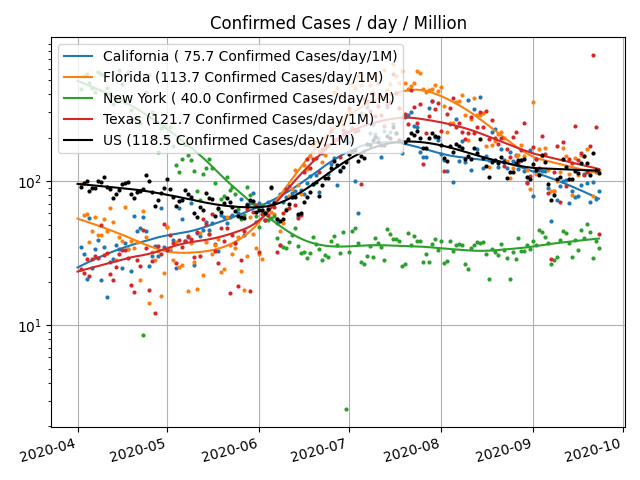 Confirmed Cases / day / Million
California ( 75.7 Confirmed Cases/day/1M)
Florida (113.7 Confirmed Cases/day/1M)
New York ( 40.0 Confirmed Cases/day/1M)
Texas (121.7 Confirmed Cases/day/1M)
US (118.5 Confirmed Cases/day/1M)
10²
10¹
2020-04 2020-05 2020-06 2020-07 2020-08 2020-09 2020-10